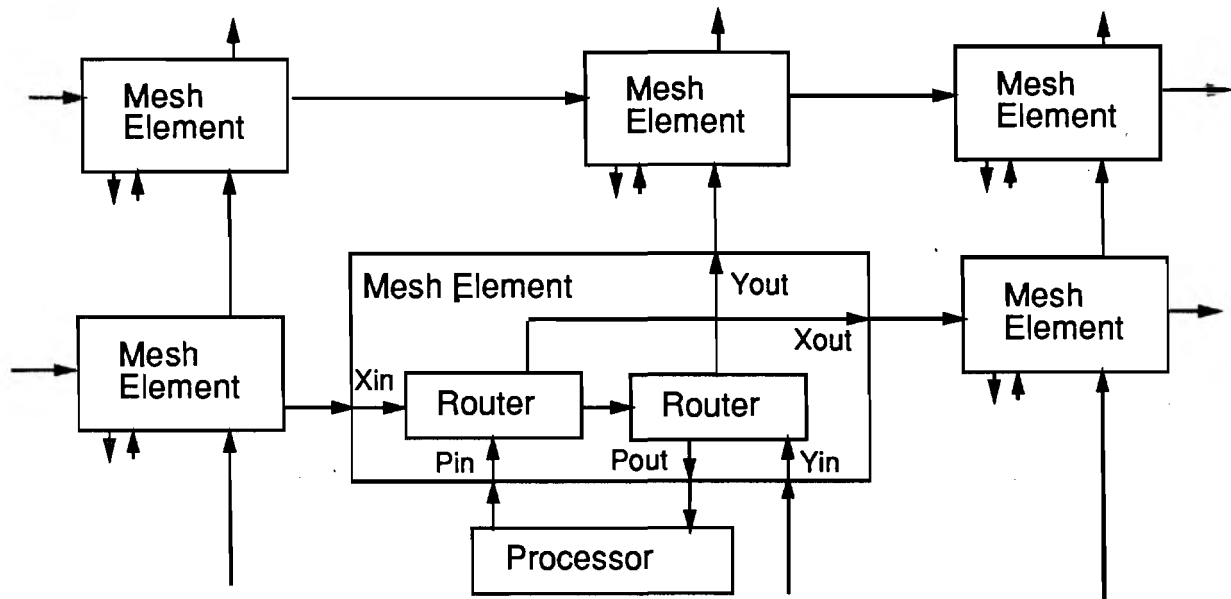 Mesh
Element
Mesh
Element
Mesh
Element
Mesh Element
Yout
Mesh
Element
Xout
Mesh
Element
Xin
Router
Router
Pin
Pout
Yin
Processor